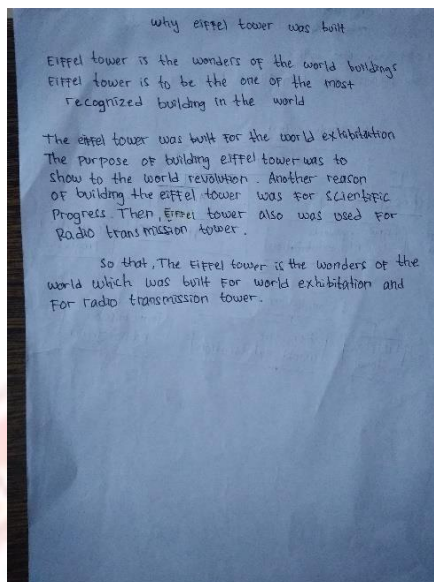 why eiffel tower was built
Eiffel tower is the wonders of the world buildings
Eiffel tower is to be the one of the most
recognized building in the world
The eiffel tower was built for the world exhibitation
The purpose of building eiffel tower was to
show to the world revolution. Another reason
of building the eiffel tower was for scientific
Progress. Then, Eiffel tower also was used for
Radio transmission tower.
So that, The Eiffel tower is the wonders of the
world which was built for world exhibitation and
for radio transmission tower.